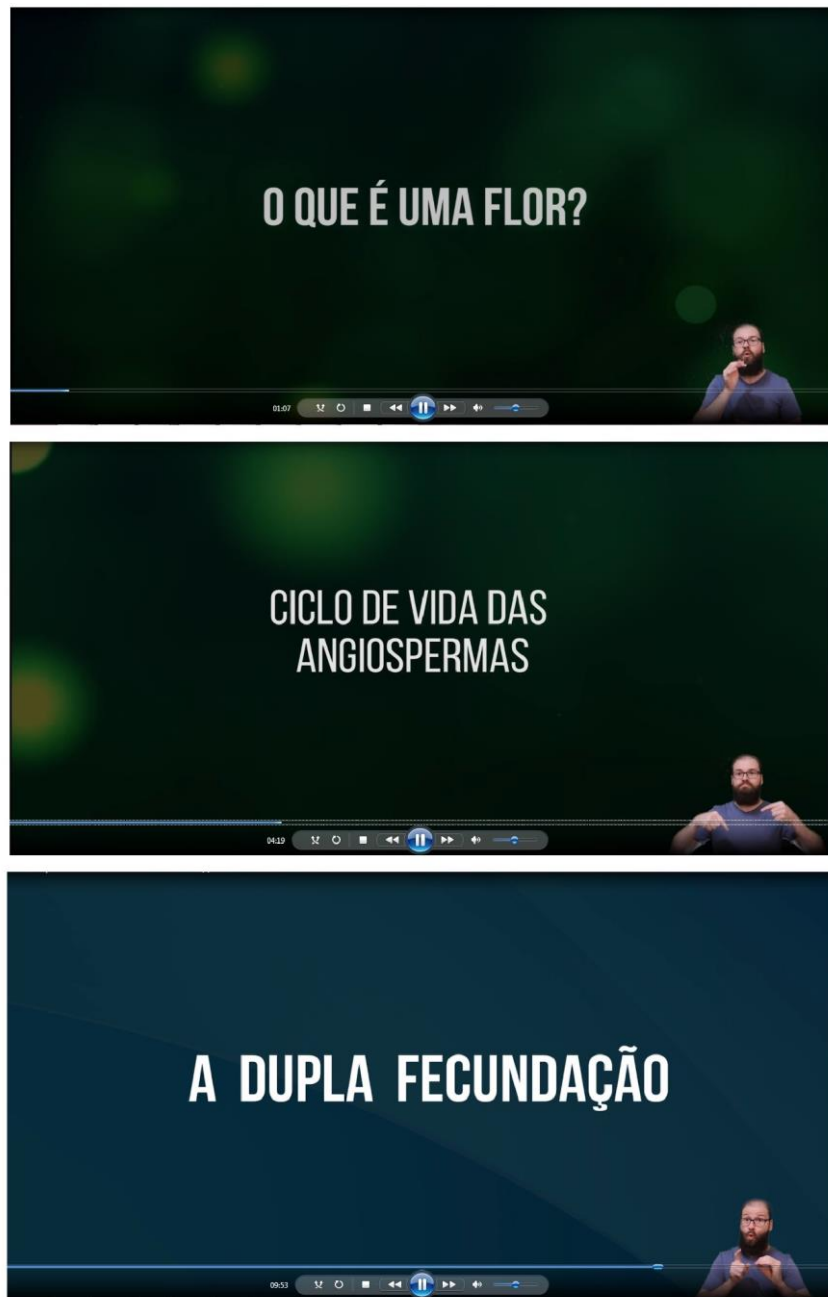 O QUE É UMA FLOR?
01:07
CICLO DE VIDA DAS
ANGIOSPERMAS
04:19
A DUPLA FECUNDAÇÃO
09:53